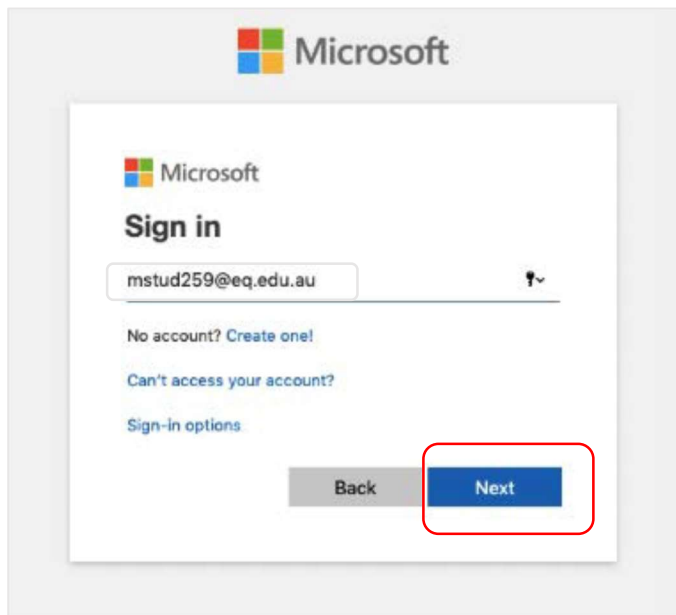 Microsoft
Microsoft
Sign in
mstud259@eq.edu.au
No account? Create one!
Can't access your account?
Sign-in options
Back Next